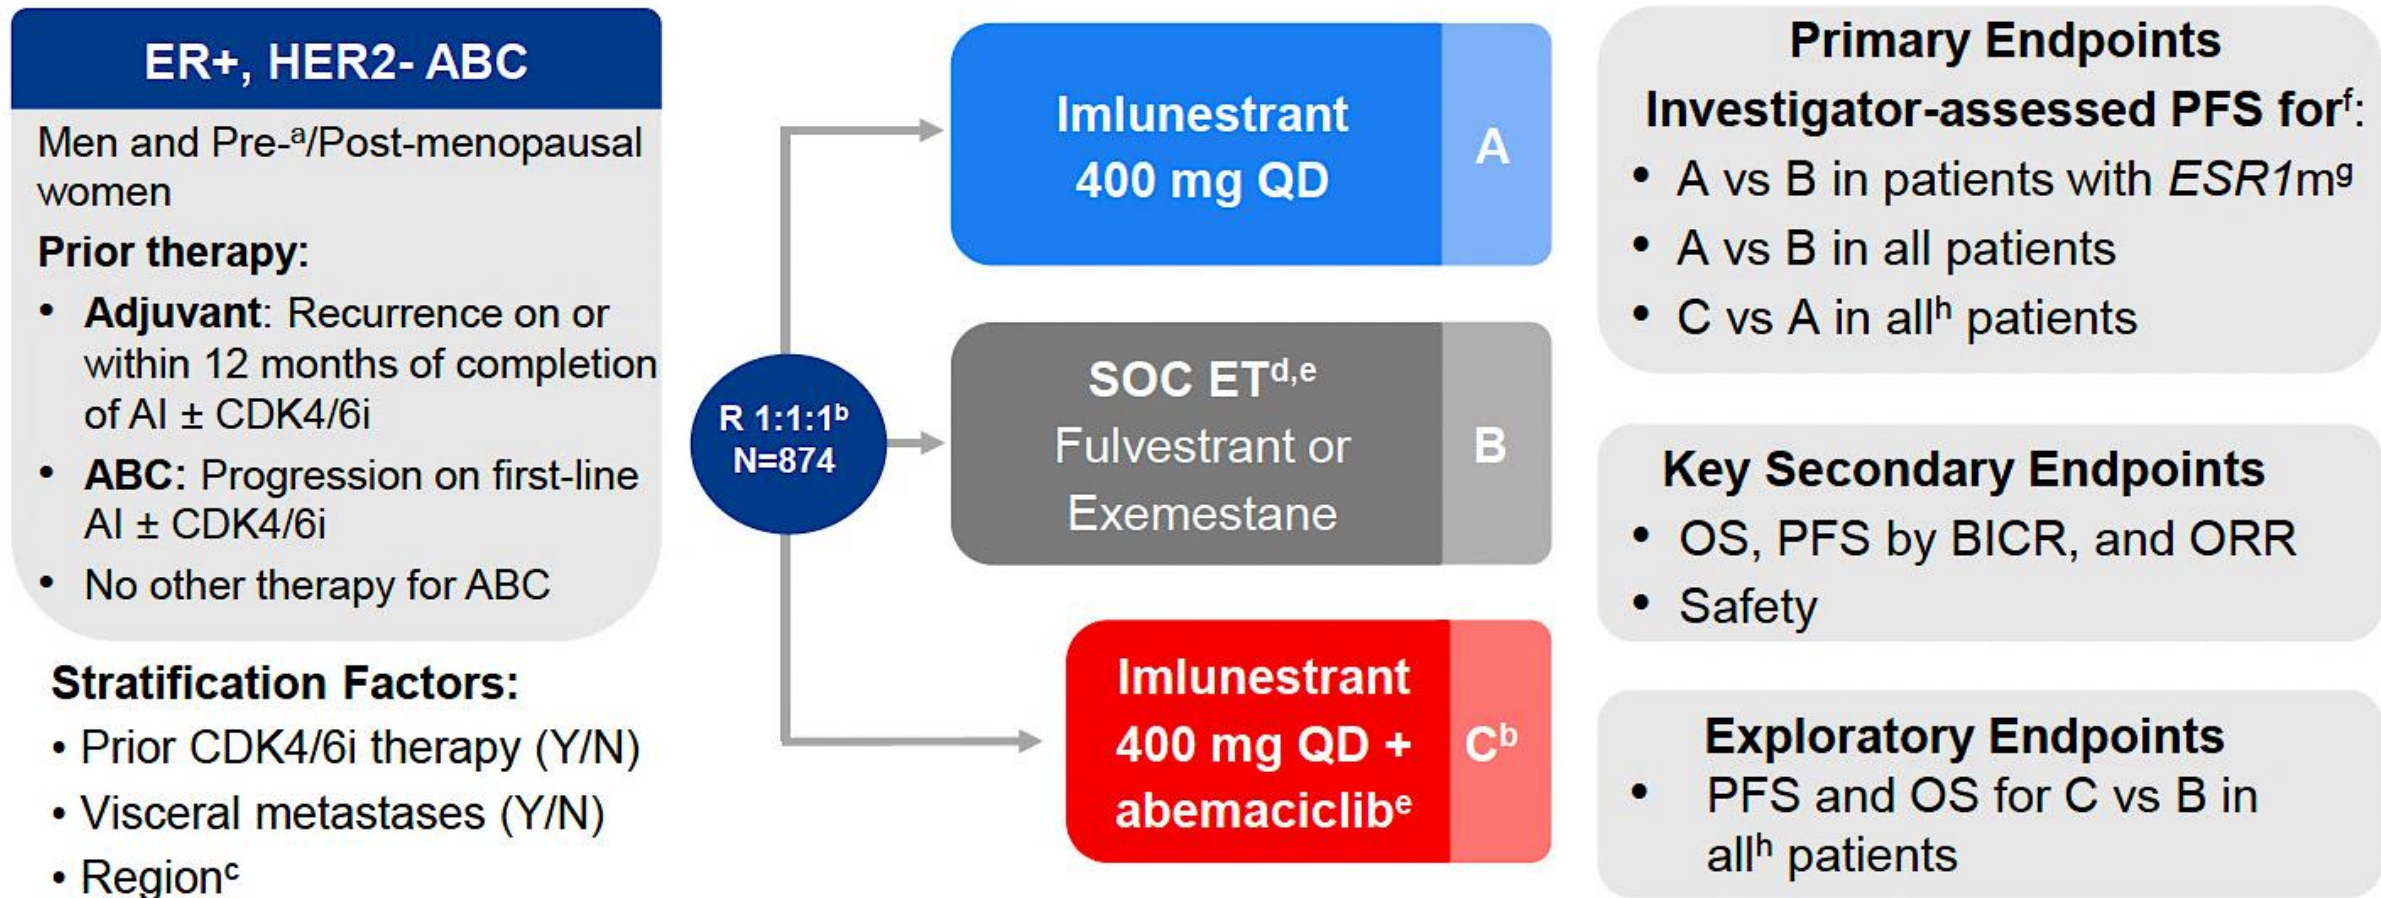 ER+, HER2- ABC
Men and Pre-ᵃ/Post-menopausal
women
Prior therapy:
• Adjuvant: Recurrence on or
within 12 months of completion
of AI ± CDK4/6i
• ABC: Progression on first-line
AI ± CDK4/6i
• No other therapy for ABC
Stratification Factors:
• Prior CDK4/6i therapy (Y/N)
• Visceral metastases (Y/N)
• Regionᶜ
R 1:1:1ᵇ
N=874
Imlunestrant
400 mg QD
A
SOC ETᵈ,ᵉ
Fulvestrant or
Exemestane
B
Imlunestrant
400 mg QD +
abemaciclibᵉ
Cᵇ
Primary Endpoints
Investigator-assessed PFS forᶠ:
• A vs B in patients with ESR1mᵍ
• A vs B in all patients
• C vs A in allʰ patients
Key Secondary Endpoints
• OS, PFS by BICR, and ORR
• Safety
Exploratory Endpoints
• PFS and OS for C vs B in
allʰ patients